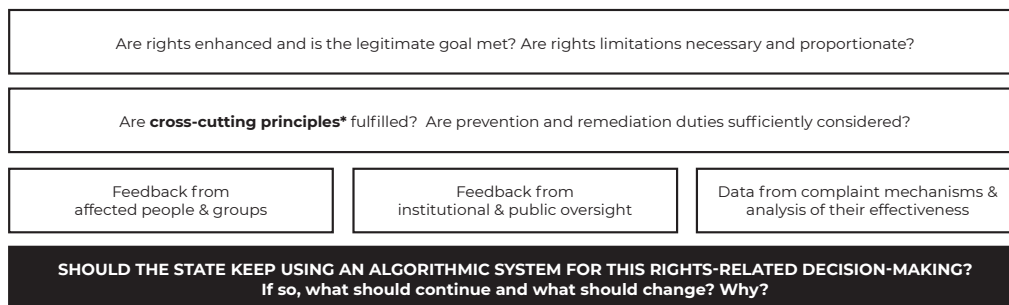 Are rights enhanced and is the legitimate goal met? Are rights limitations necessary and proportionate?
Are cross-cutting principles* fulfilled? Are prevention and remediation duties sufficiently considered?
Feedback from
affected people & groups
Feedback from
institutional & public oversight
Data from complaint mechanisms &
analysis of their effectiveness
SHOULD THE STATE KEEP USING AN ALGORITHMIC SYSTEM FOR THIS RIGHTS-RELATED DECISION-MAKING?
If so, what should continue and what should change? Why?